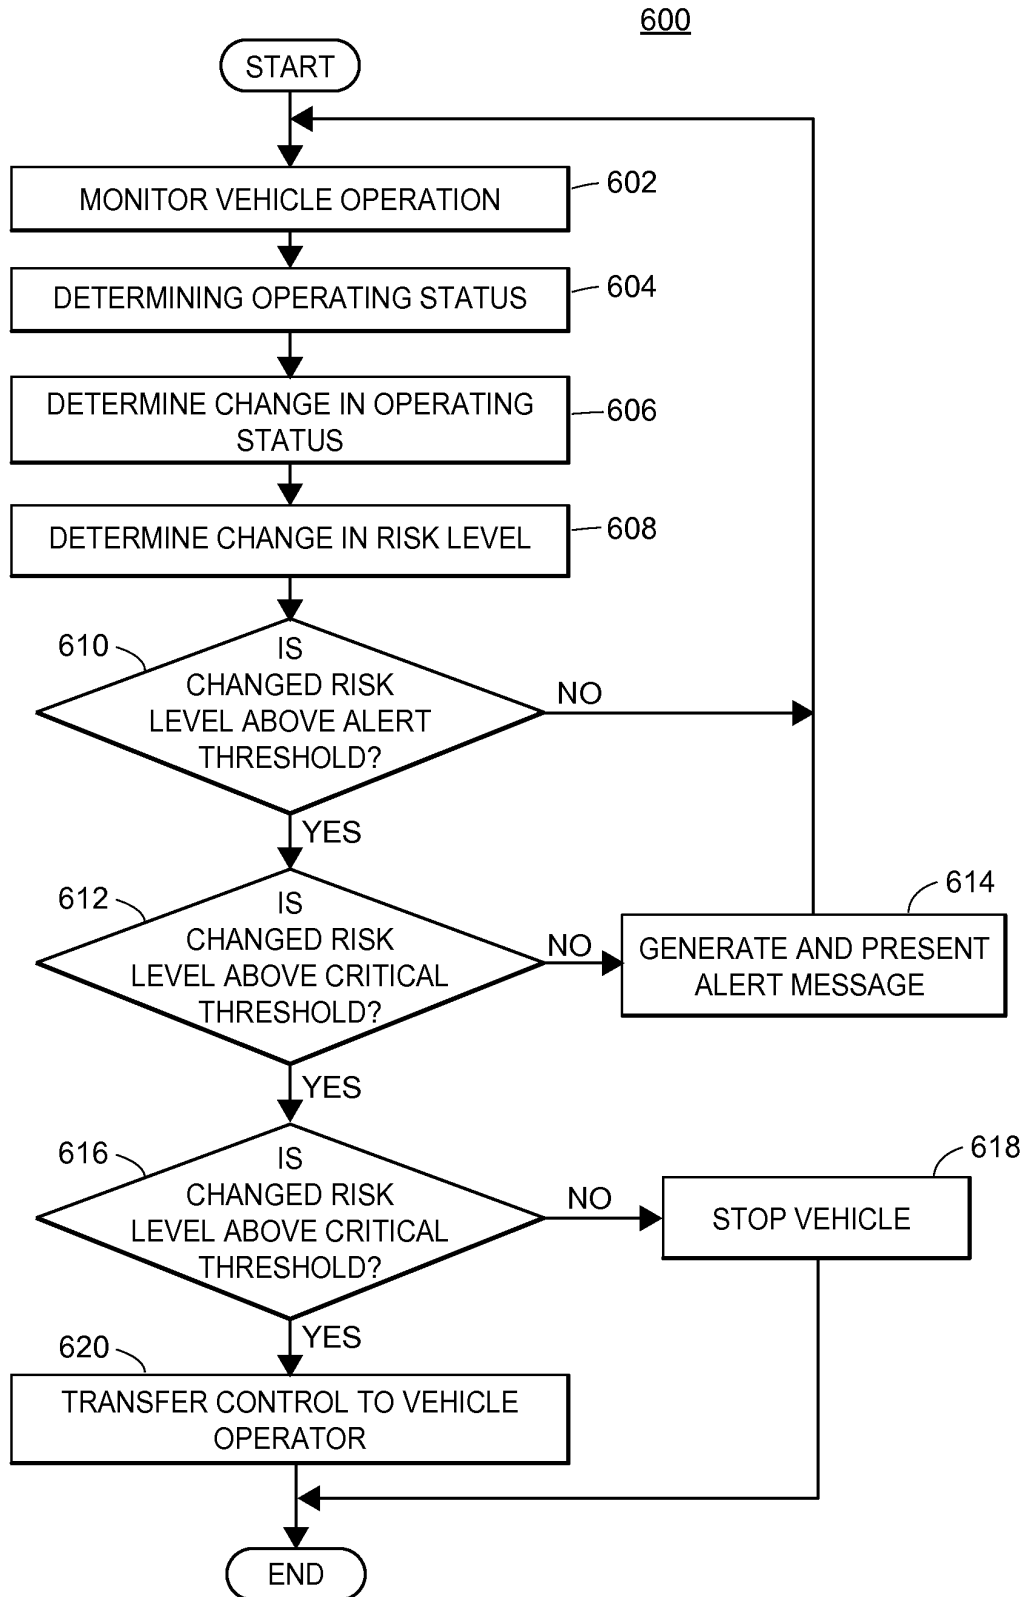 600
START
MONITOR VEHICLE OPERATION
602
DETERMINING OPERATING STATUS
604
DETERMINE CHANGE IN OPERATING
STATUS
606
DETERMINE CHANGE IN RISK LEVEL
608
610
IS
CHANGED RISK
LEVEL ABOVE ALERT
THRESHOLD?
NO
YES
612
IS
CHANGED RISK
LEVEL ABOVE CRITICAL
THRESHOLD?
NO
614
GENERATE AND PRESENT
ALERT MESSAGE
YES
616
IS
CHANGED RISK
LEVEL ABOVE CRITICAL
THRESHOLD?
NO
618
STOP VEHICLE
YES
620
TRANSFER CONTROL TO VEHICLE
OPERATOR
END